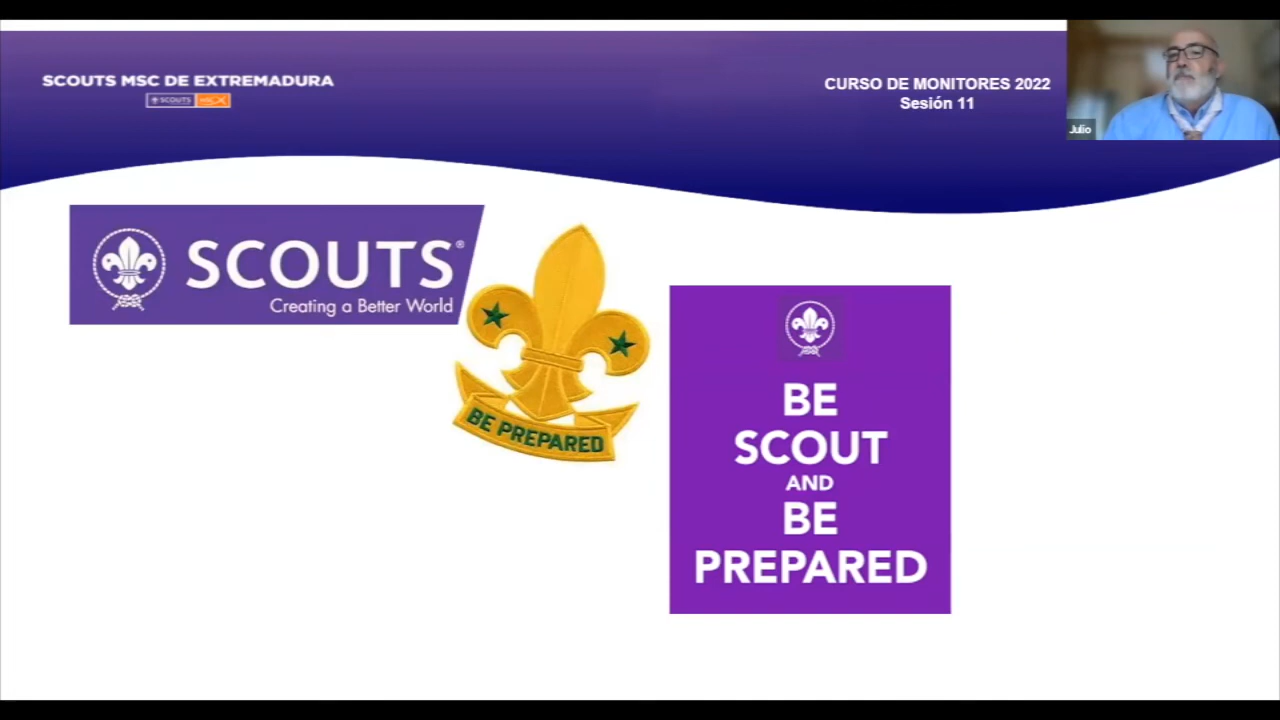 SCOUTS MSC DE EXTREMADURA
SCOUTS MSC
CURSO DE MONITORES 2022
Sesión 11
Julio
SCOUTS®
Creating a Better World
BE PREPARED
BE
SCOUT
AND
BE
PREPARED